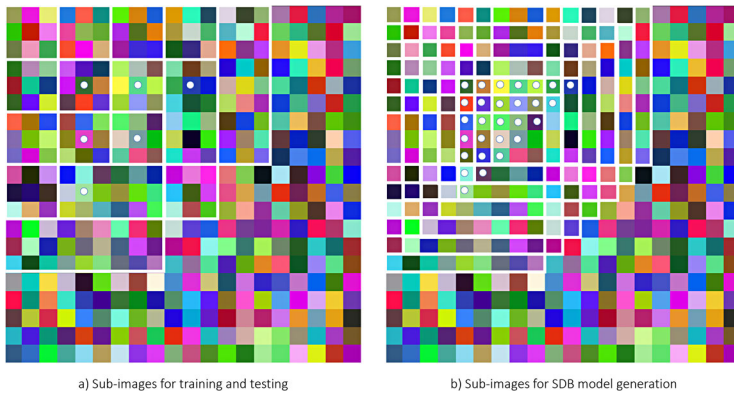 a) Sub-images for training and testing
b) Sub-images for SDB model generation